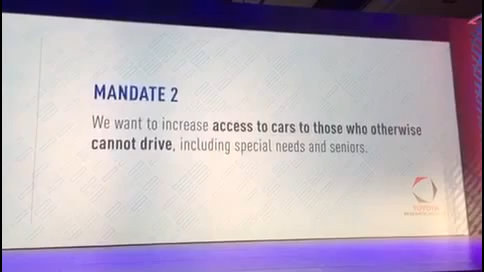 MANDATE 2
We want to increase access to cars to those who otherwise
cannot drive, including special needs and seniors.
TOYOTA